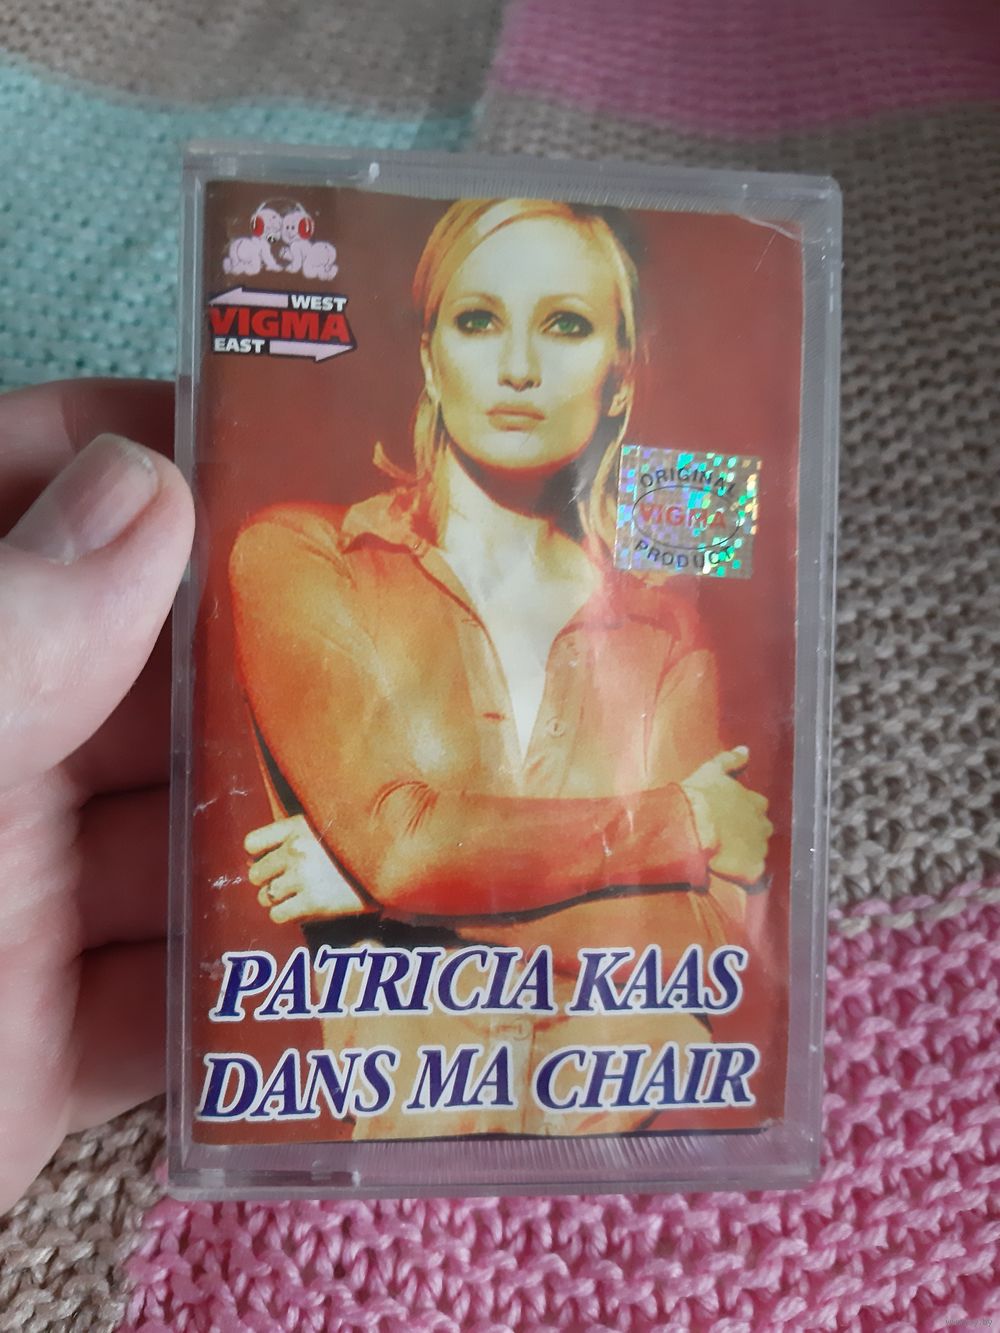 WEST
VIGMA
EAST
ORIGINAL
VIGMA
PRODUCT
PATRICIA KAAS
DANS MA CHAIR